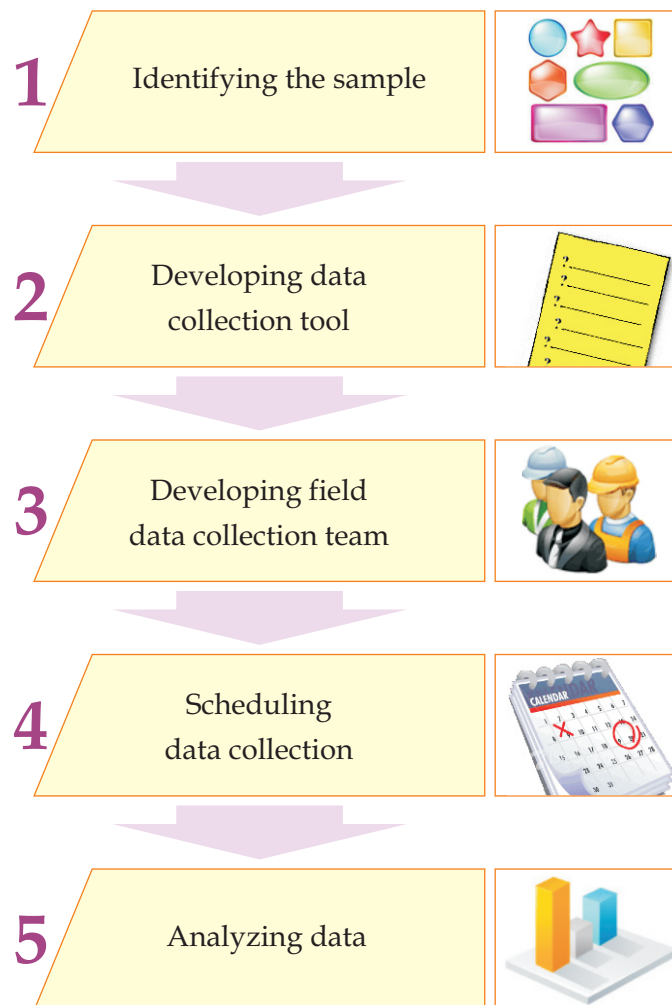 1
Identifying the sample
2
Developing data
collection tool
?
?
?
?
?
?
3
Developing field
data collection team
4
Scheduling
data collection
CALENDAR
5
Analyzing data